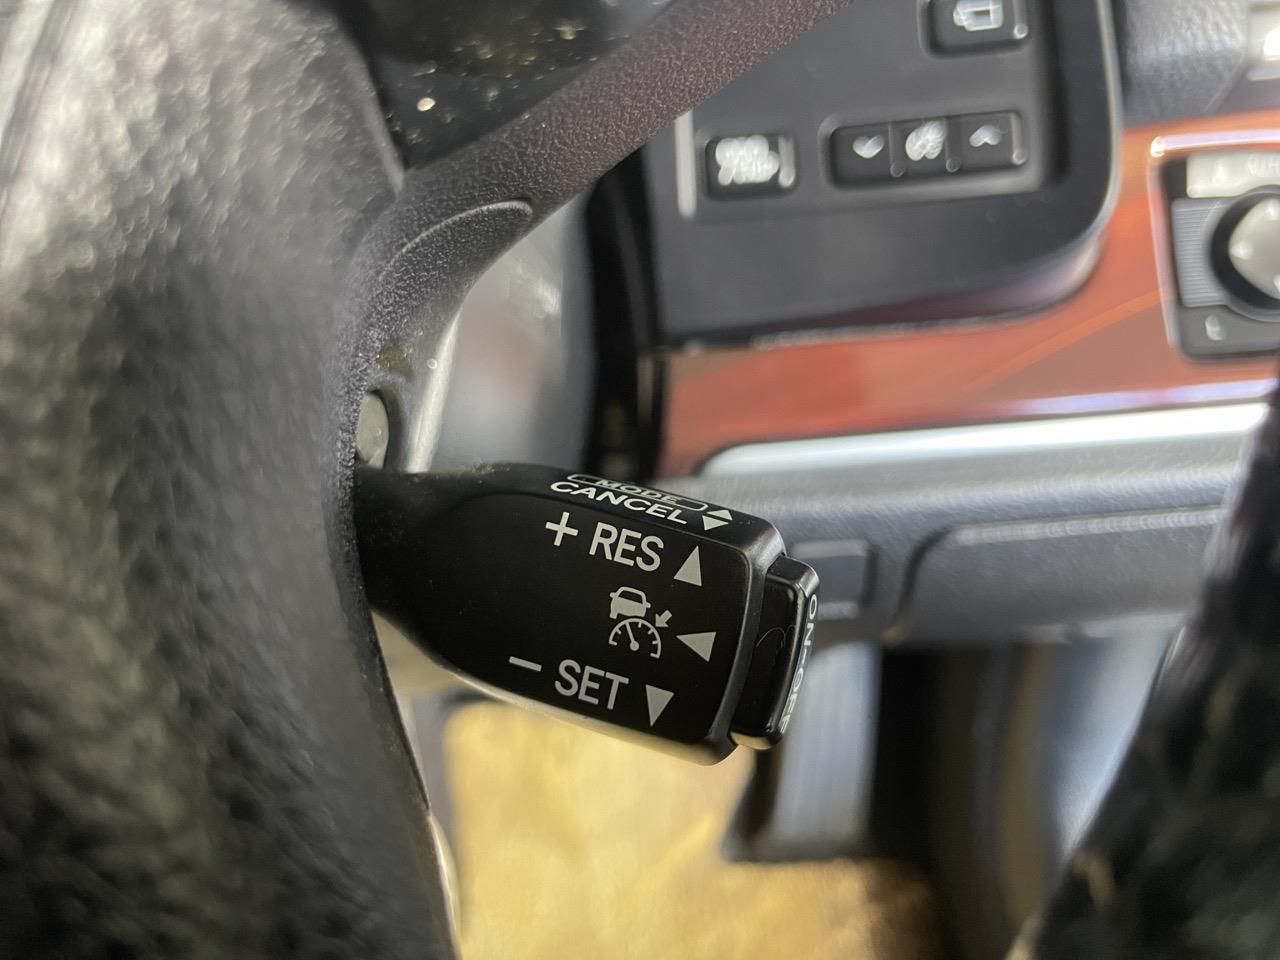 MODE
CANCEL
+ RES
- SET
ON-OFF